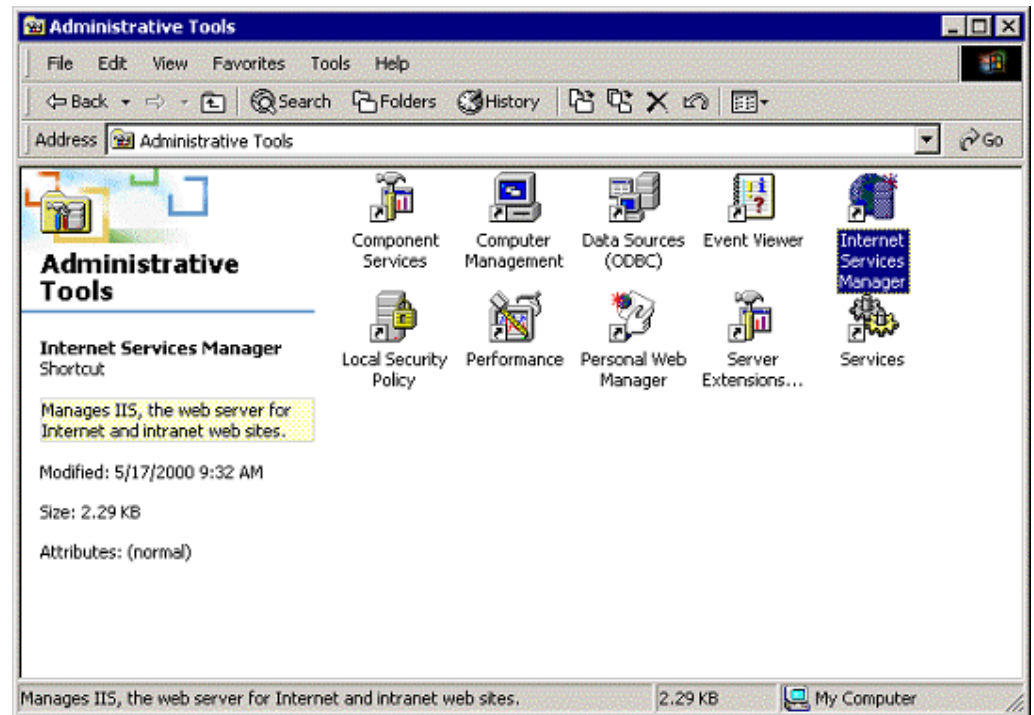 Administrative Tools
File Edit View Favorites Tools Help
Back Search Folders History
Address Administrative Tools Go
Administrative
Tools
Internet Services Manager
Shortcut
Manages IIS, the web server for
Internet and intranet web sites.
Modified: 5/17/2000 9:32 AM
Size: 2.29 KB
Attributes: (normal)
Component
Services
Computer
Management
Data Sources
(ODBC)
Event Viewer
Internet
Services
Manager
Local Security
Policy
Performance
Personal Web
Manager
Server
Extensions...
Services
Manages IIS, the web server for Internet and intranet web sites. 2.29 KB My Computer